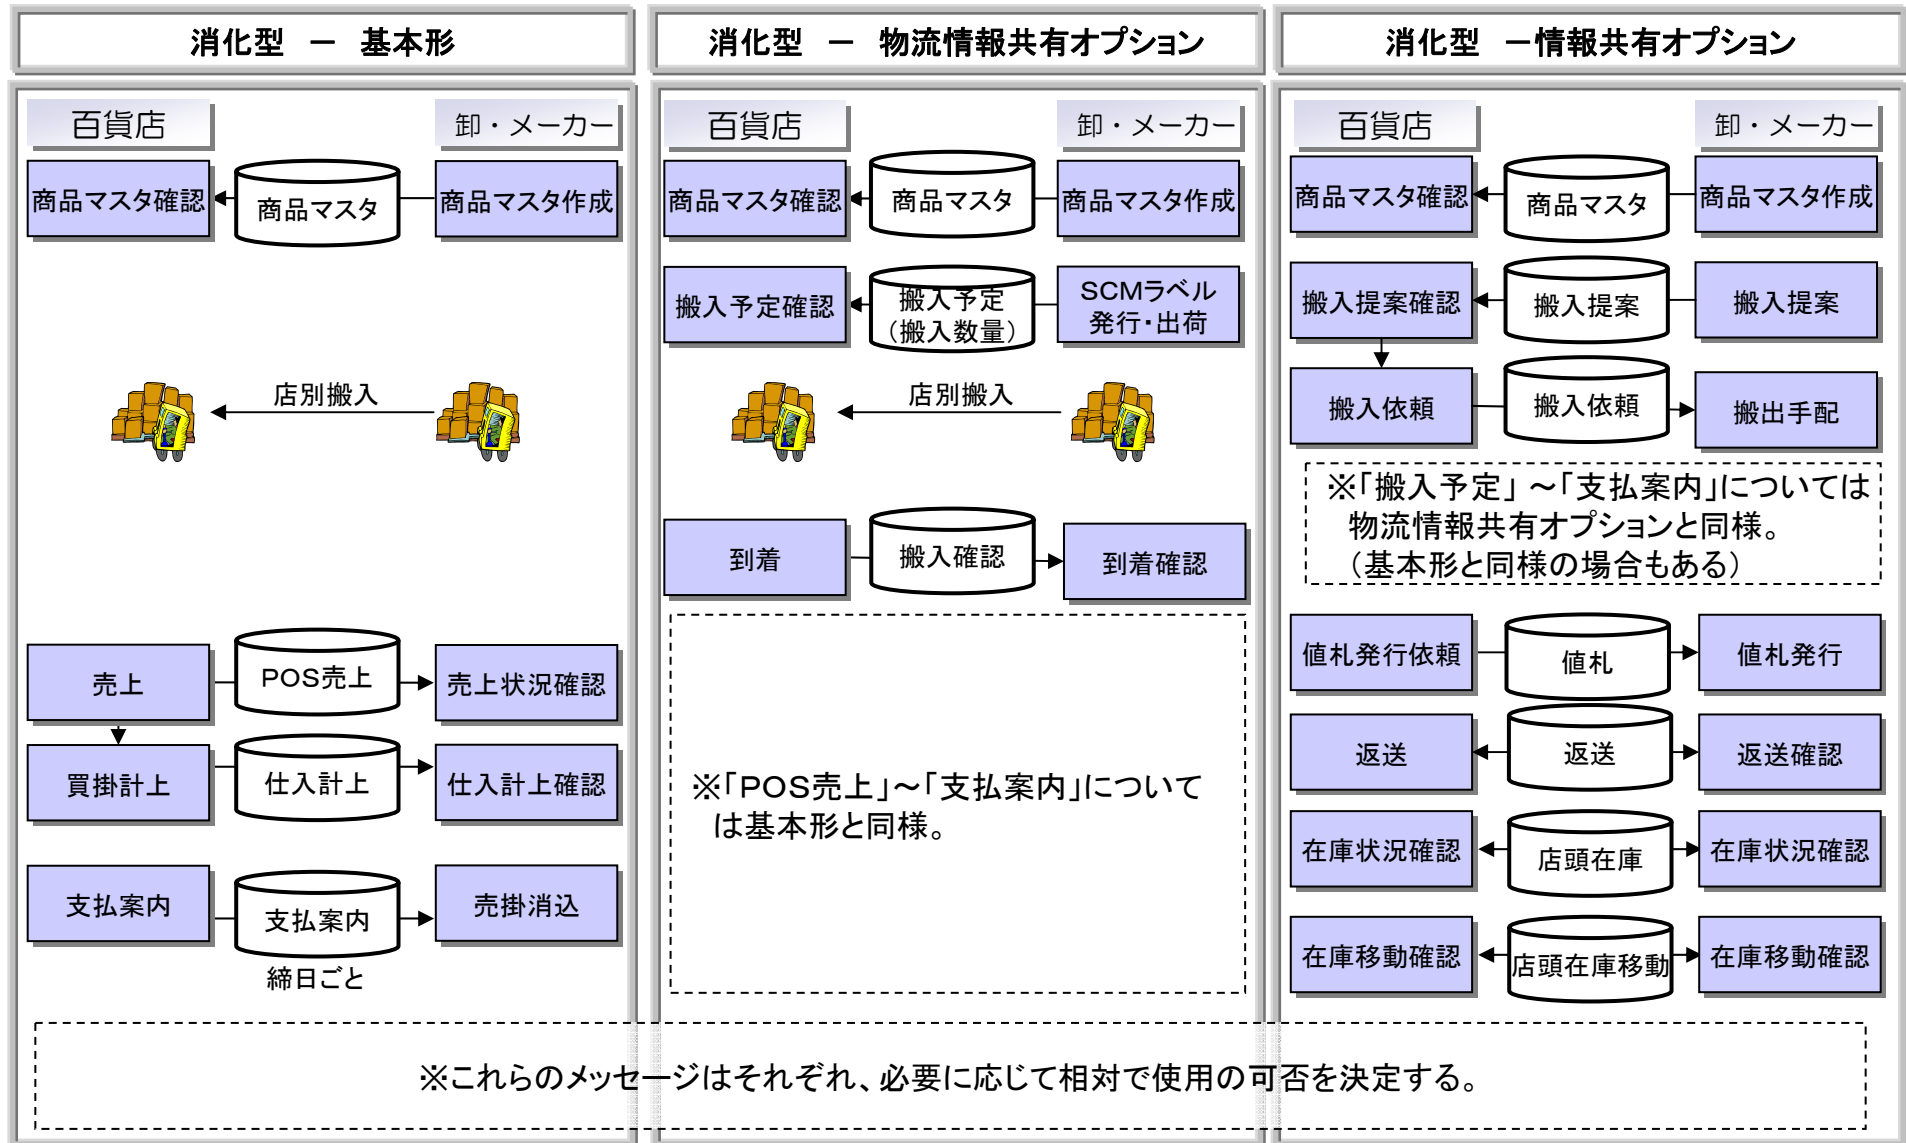 消化型 － 基本形
百貨店
卸・メーカー
商品マスタ確認
商品マスタ
商品マスタ作成
店別搬入
売上
POS売上
売上状況確認
買掛計上
仕入計上
仕入計上確認
支払案内
支払案内
売掛消込
締日ごと
消化型 － 物流情報共有オプション
百貨店
卸・メーカー
商品マスタ確認
商品マスタ
商品マスタ作成
搬入予定確認
搬入予定
（搬入数量）
SCMラベル
発行・出荷
店別搬入
到着
搬入確認
到着確認
※「POS売上」～「支払案内」について
は基本形と同様。
消化型 －情報共有オプション
百貨店
卸・メーカー
商品マスタ確認
商品マスタ
商品マスタ作成
搬入提案確認
搬入提案
搬入提案
搬入依頼
搬入依頼
搬出手配
※「搬入予定」～「支払案内」については
物流情報共有オプションと同様。
（基本形と同様の場合もある）
値札発行依頼
値札
値札発行
返送
返送
返送確認
在庫状況確認
店頭在庫
在庫状況確認
在庫移動確認
店頭在庫移動
在庫移動確認
※これらのメッセージはそれぞれ、必要に応じて相対で使用の可否を決定する。